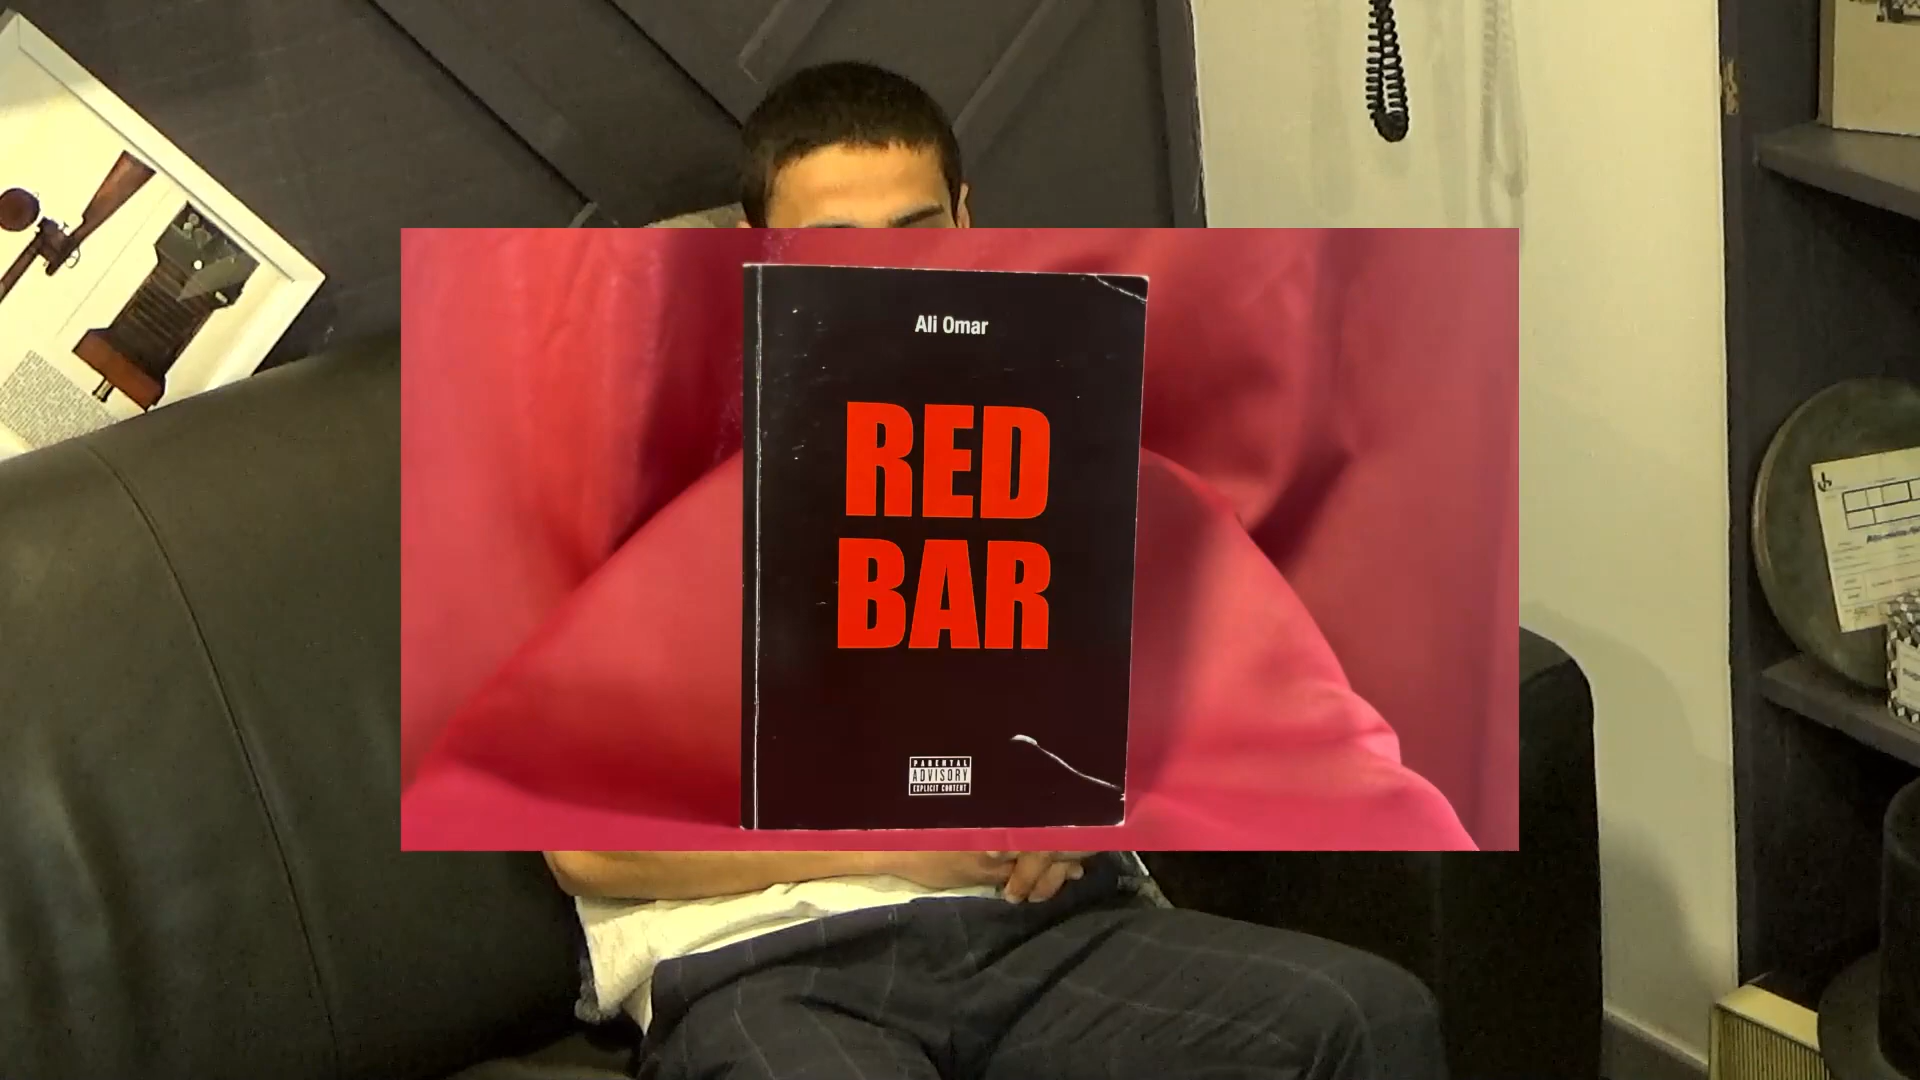 Ali Omar
RED
BAR
PARENTAL
ADVISORY
EXPLICIT CONTENT